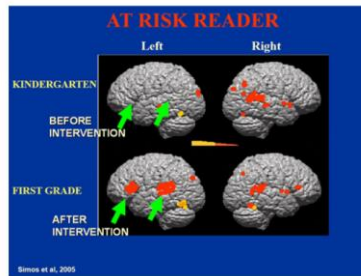 AT RISK READER
Left Right
KINDERGARTEN
BEFORE
INTERVENTION
FIRST GRADE
AFTER
INTERVENTION
Simos et al, 2005